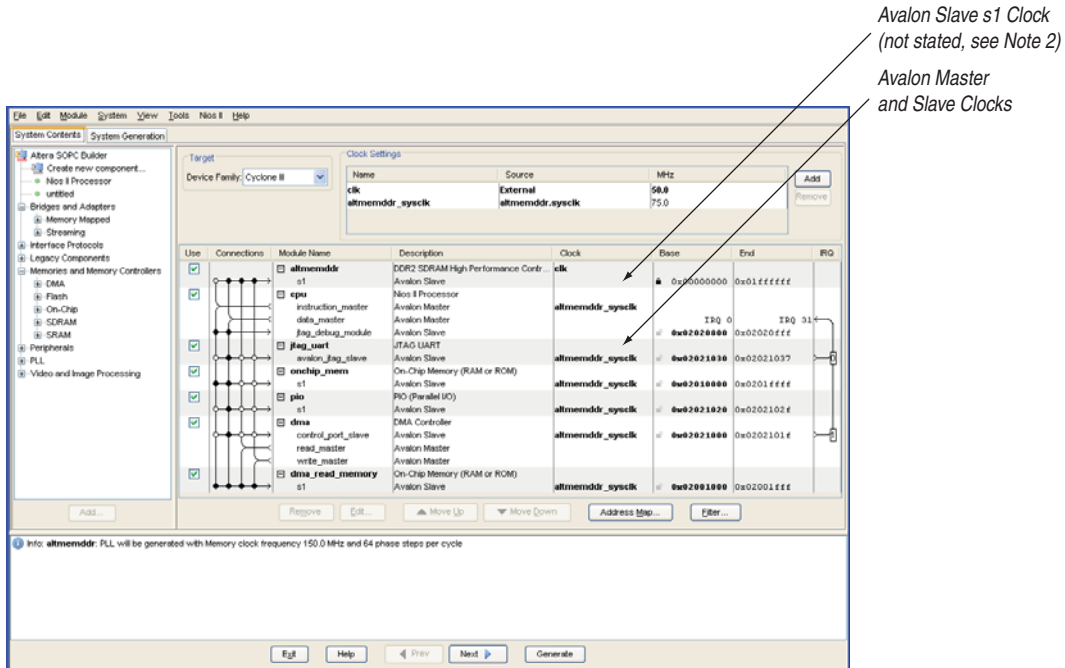 Avalon Slave s1 Clock
(not stated, see Note 2)
Avalon Master
and Slave Clocks
File Edit Module System View Tools Nios II Help
System Contents System Generation
Altera SOPC Builder
Create new component...
Nios II Processor
untitled
Bridges and Adapters
Memory Mapped
Streaming
Interface Protocols
Legacy Components
Memories and Memory Controllers
DMA
Flash
On-Chip
SDRAM
SRAM
Peripherals
PLL
Video and Image Processing
Add...
Target
Device Family: Cyclone III
Clock Settings
Name Source MHz
clk External 50.0
altmemddr_sysclk altmemddr.sysclk 75.0
Add
Remove
Use Connections Module Name Description Clock Base End IRQ
altmemddr DDR2 SDRAM High Performance Contr... clk
s1 Avalon Slave 0x00000000 0x01ffffff
cpu Nios II Processor
instruction_master Avalon Master altmemddr_sysclk
data_master Avalon Master IRQ 0 IRQ 31
jtag_debug_module Avalon Slave 0x02020800 0x02020fff
jtag_uart JTAG UART
avalon_jtag_slave Avalon Slave altmemddr_sysclk 0x02021030 0x02021037
onchip_mem On-Chip Memory (RAM or ROM)
s1 Avalon Slave altmemddr_sysclk 0x02010000 0x0201ffff
pio PIO (Parallel I/O)
s1 Avalon Slave altmemddr_sysclk 0x02021020 0x0202102f
dma DMA Controller
control_port_slave Avalon Slave altmemddr_sysclk 0x02021000 0x0202101f
read_master Avalon Master
write_master Avalon Master
dma_read_memory On-Chip Memory (RAM or ROM)
s1 Avalon Slave altmemddr_sysclk 0x02001000 0x02001fff
Remove Edit... Move Up Move Down Address Map... Filter...
Info: altmemddr: PLL will be generated with Memory clock frequency 150.0 MHz and 64 phase steps per cycle
Exit Help Prev Next Generate